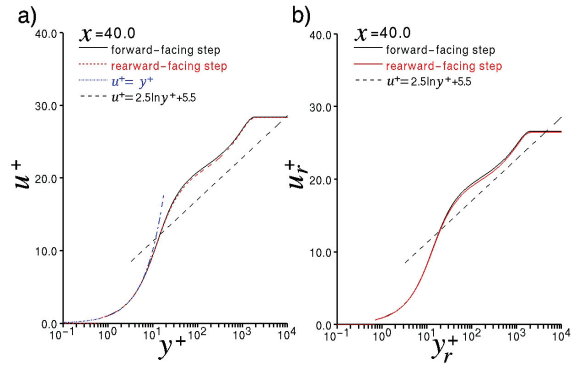 a)
x=40.0
forward-facing step
rearward-facing step
u⁺= y⁺
u⁺=2.5lny⁺+5.5
40.0
30.0
20.0
10.0
0.0
u⁺
10⁻¹ 10⁰ 10¹ 10² 10³ 10⁴
y⁺
b)
x=40.0
forward-facing step
rearward-facing step
u⁺=2.5lny⁺+5.5
40.0
30.0
20.0
10.0
0.0
uᵣ⁺
10⁻¹ 10⁰ 10¹ 10² 10³ 10⁴
yᵣ⁺